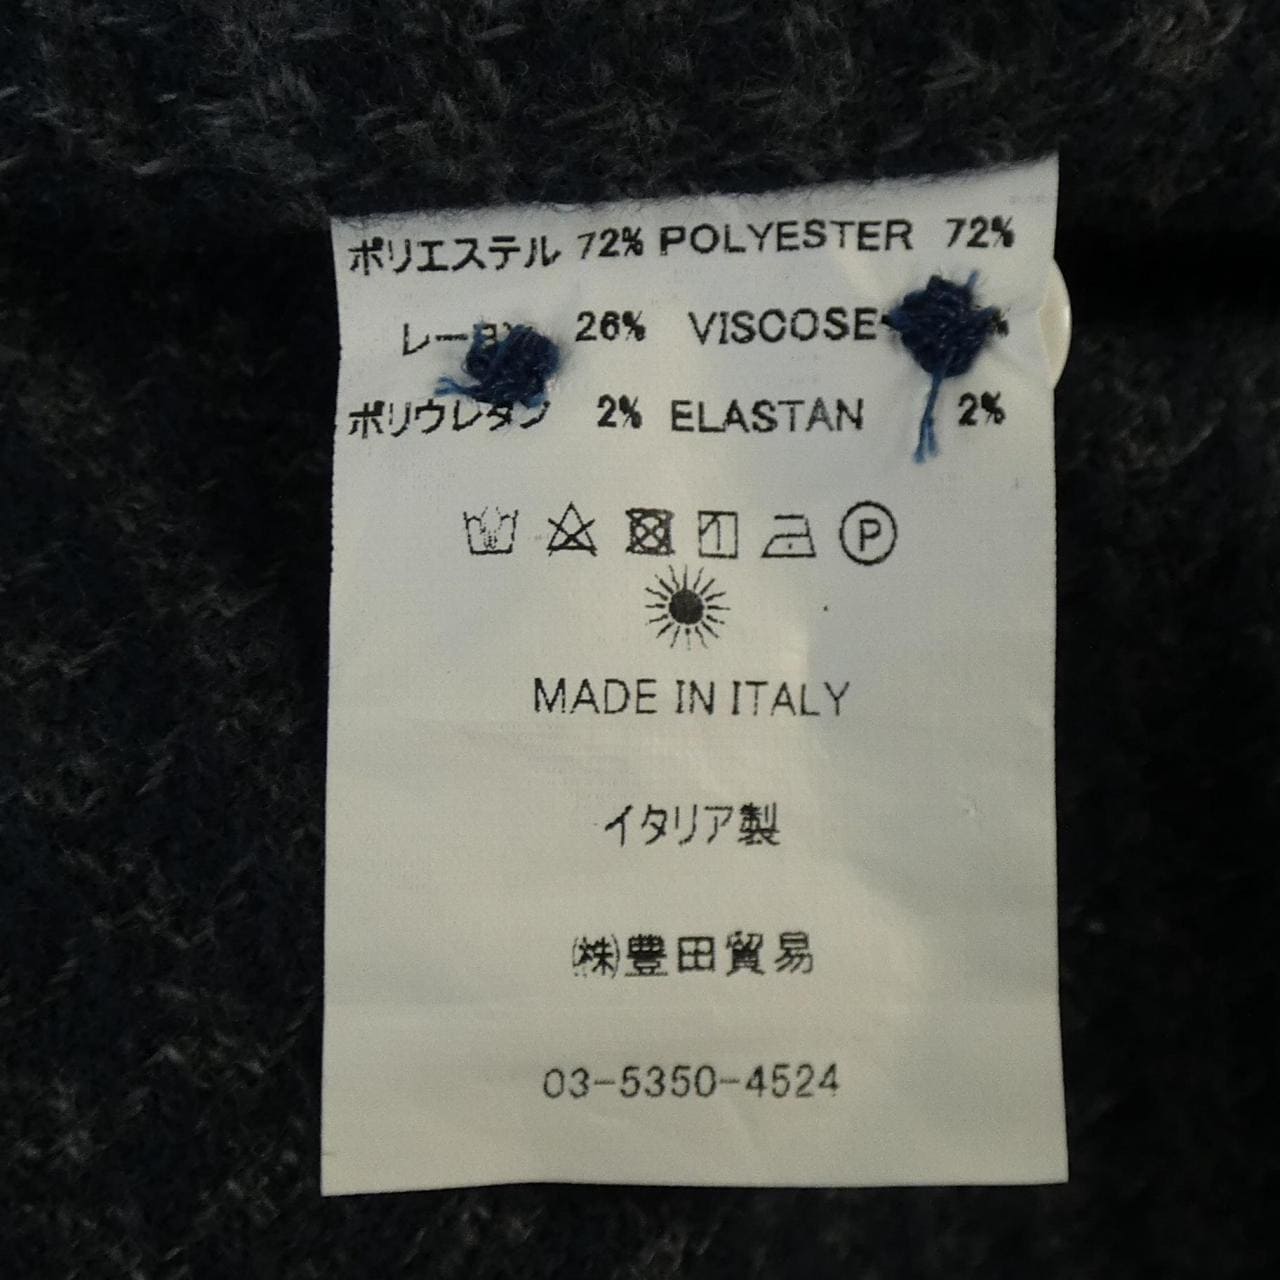 ポリエステル 72% POLYESTER 72%
26% VISCOSE
ポリウレタン 2% ELASTAN 2%
P
MADE IN ITALY
イタリア製
㈱豊田貿易
03-5350-4524